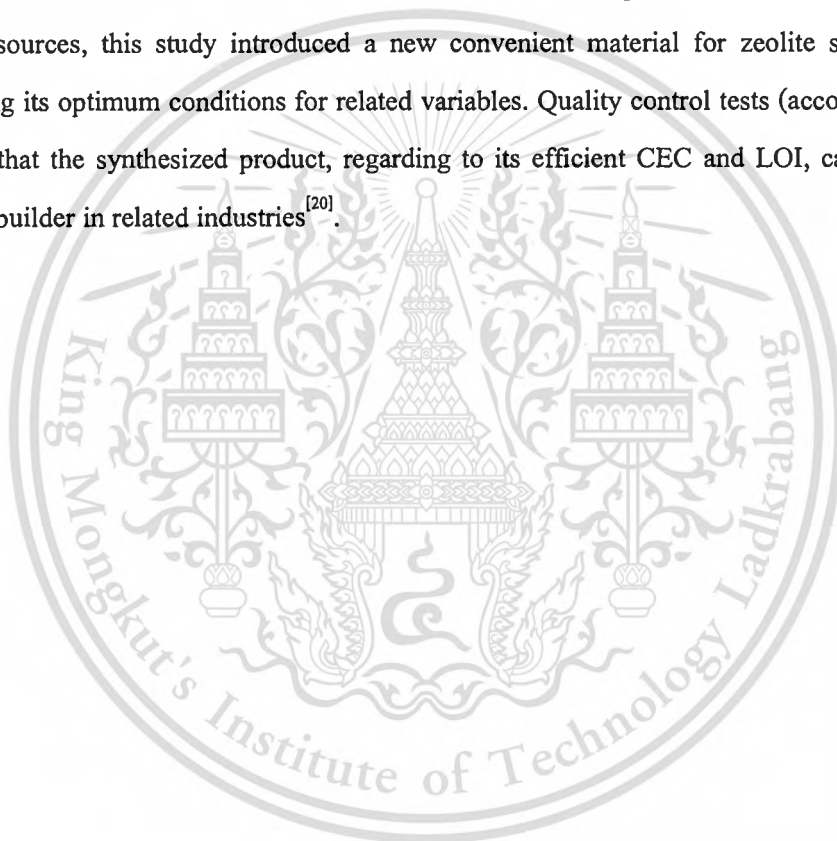 sources, this study introduced a new convenient material for zeolite s
g its optimum conditions for related variables. Quality control tests (acco
that the synthesized product, regarding to its efficient CEC and LOI, ca
builder in related industries[20].
King Mongkut's Institute of Technology Ladkrabang